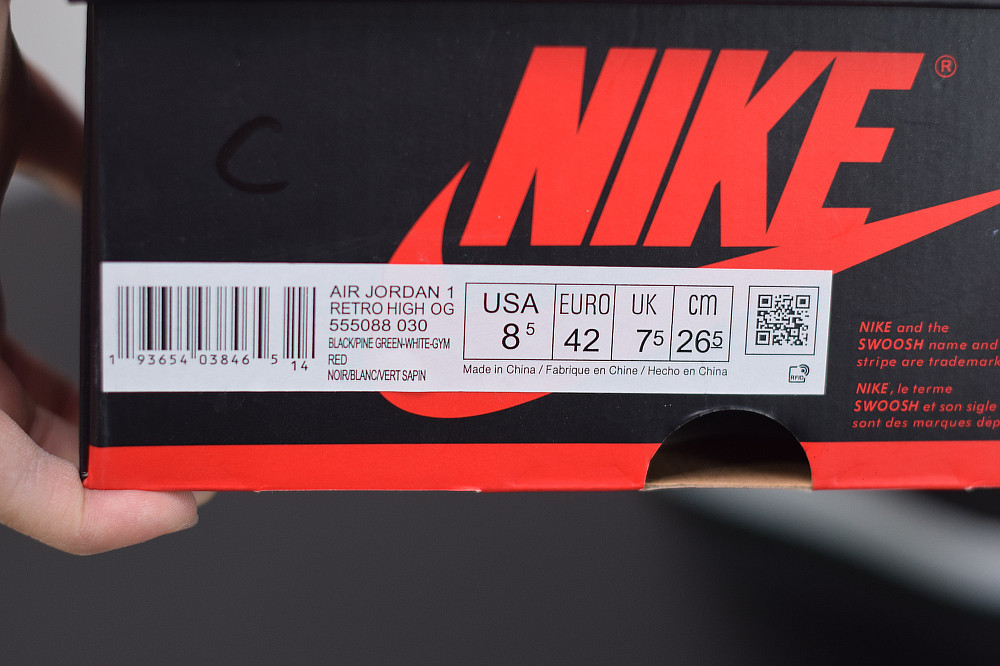 C
NIKE®
AIR JORDAN 1
RETRO HIGH OG
555088 030
BLACK/PINE GREEN-WHITE-GYM
RED
NOIR/BLANC/VERT SAPIN
1 93654 03846 5 14
USA EURO UK cm
8 5 42 7 5 26 5
Made in China / Fabrique en Chine / Hecho en China
RFID
NIKE and the
SWOOSH name and
stripe are trademark
NIKE, le terme
SWOOSH et son sigle
sont des marques dép